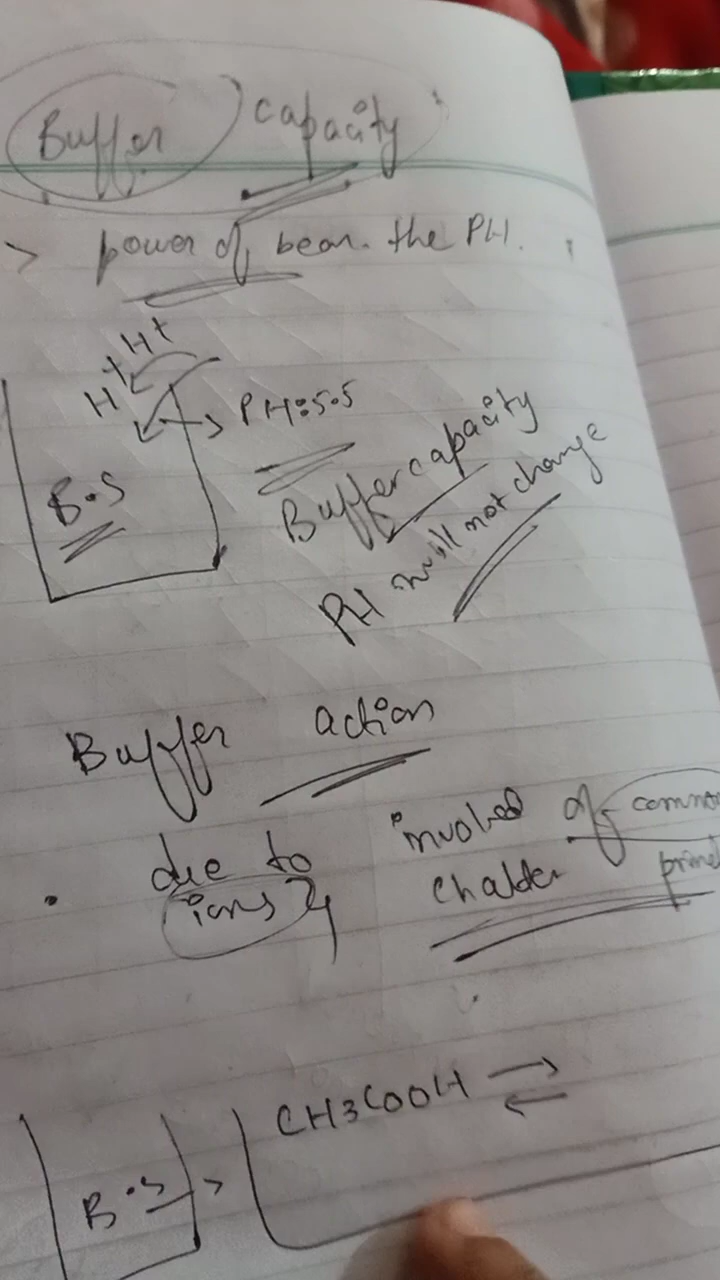 Buffer capacity
> power of bear the PH.
H+ H+
PH:5.5
B.S
Buffer capacity
PH will not change
Buffer action
• due to involved of common
ions & chalder princ
CH3COOH ⇌
B.S >